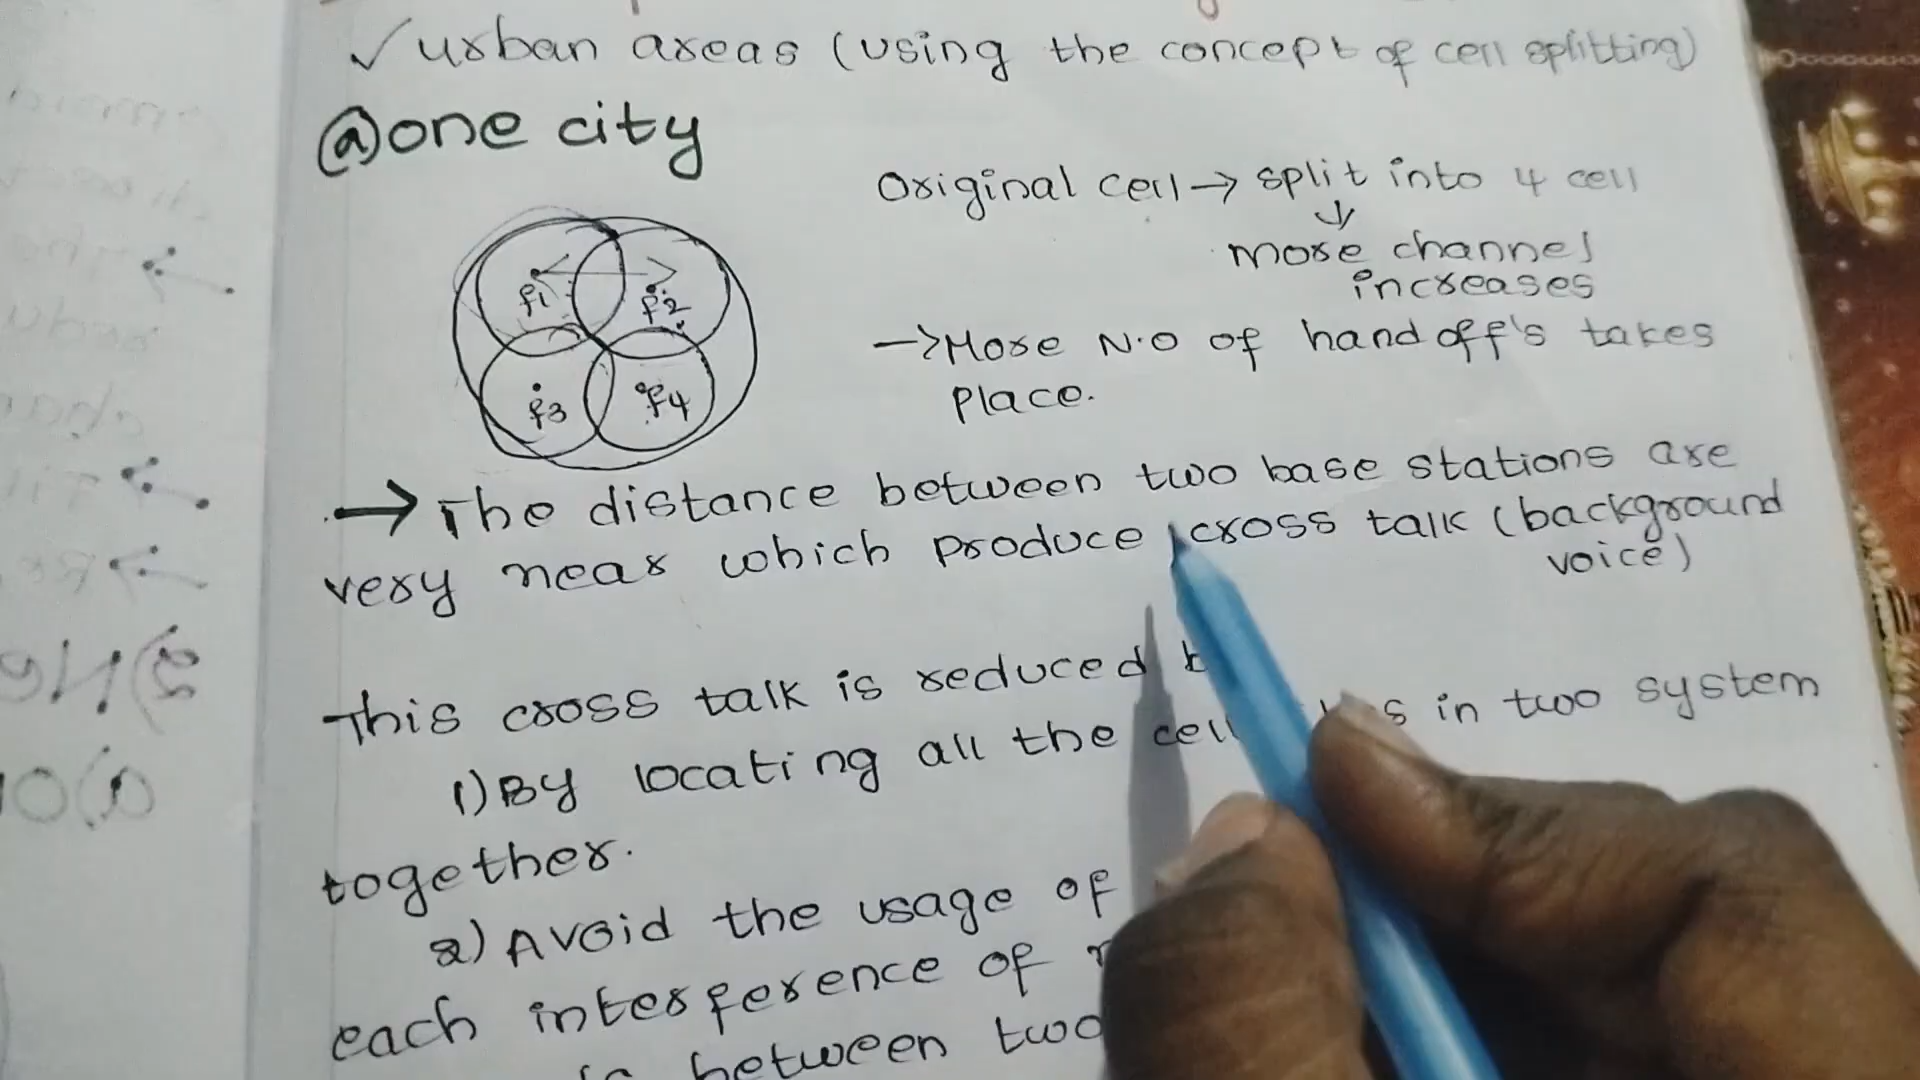 ✓urban areas (using the concept of cell splitting)
@one city
Original cell → split into 4 cell
↓
more channel
increases
f1 f2
→ More N.O of hand off's takes
place.
f3 f4
→ The distance between two base stations are
very near which produce cross talk (background
voice)
This cross talk is reduced
1) By locating all the cell in two system
together.
2) Avoid the usage of
each interference of
between two